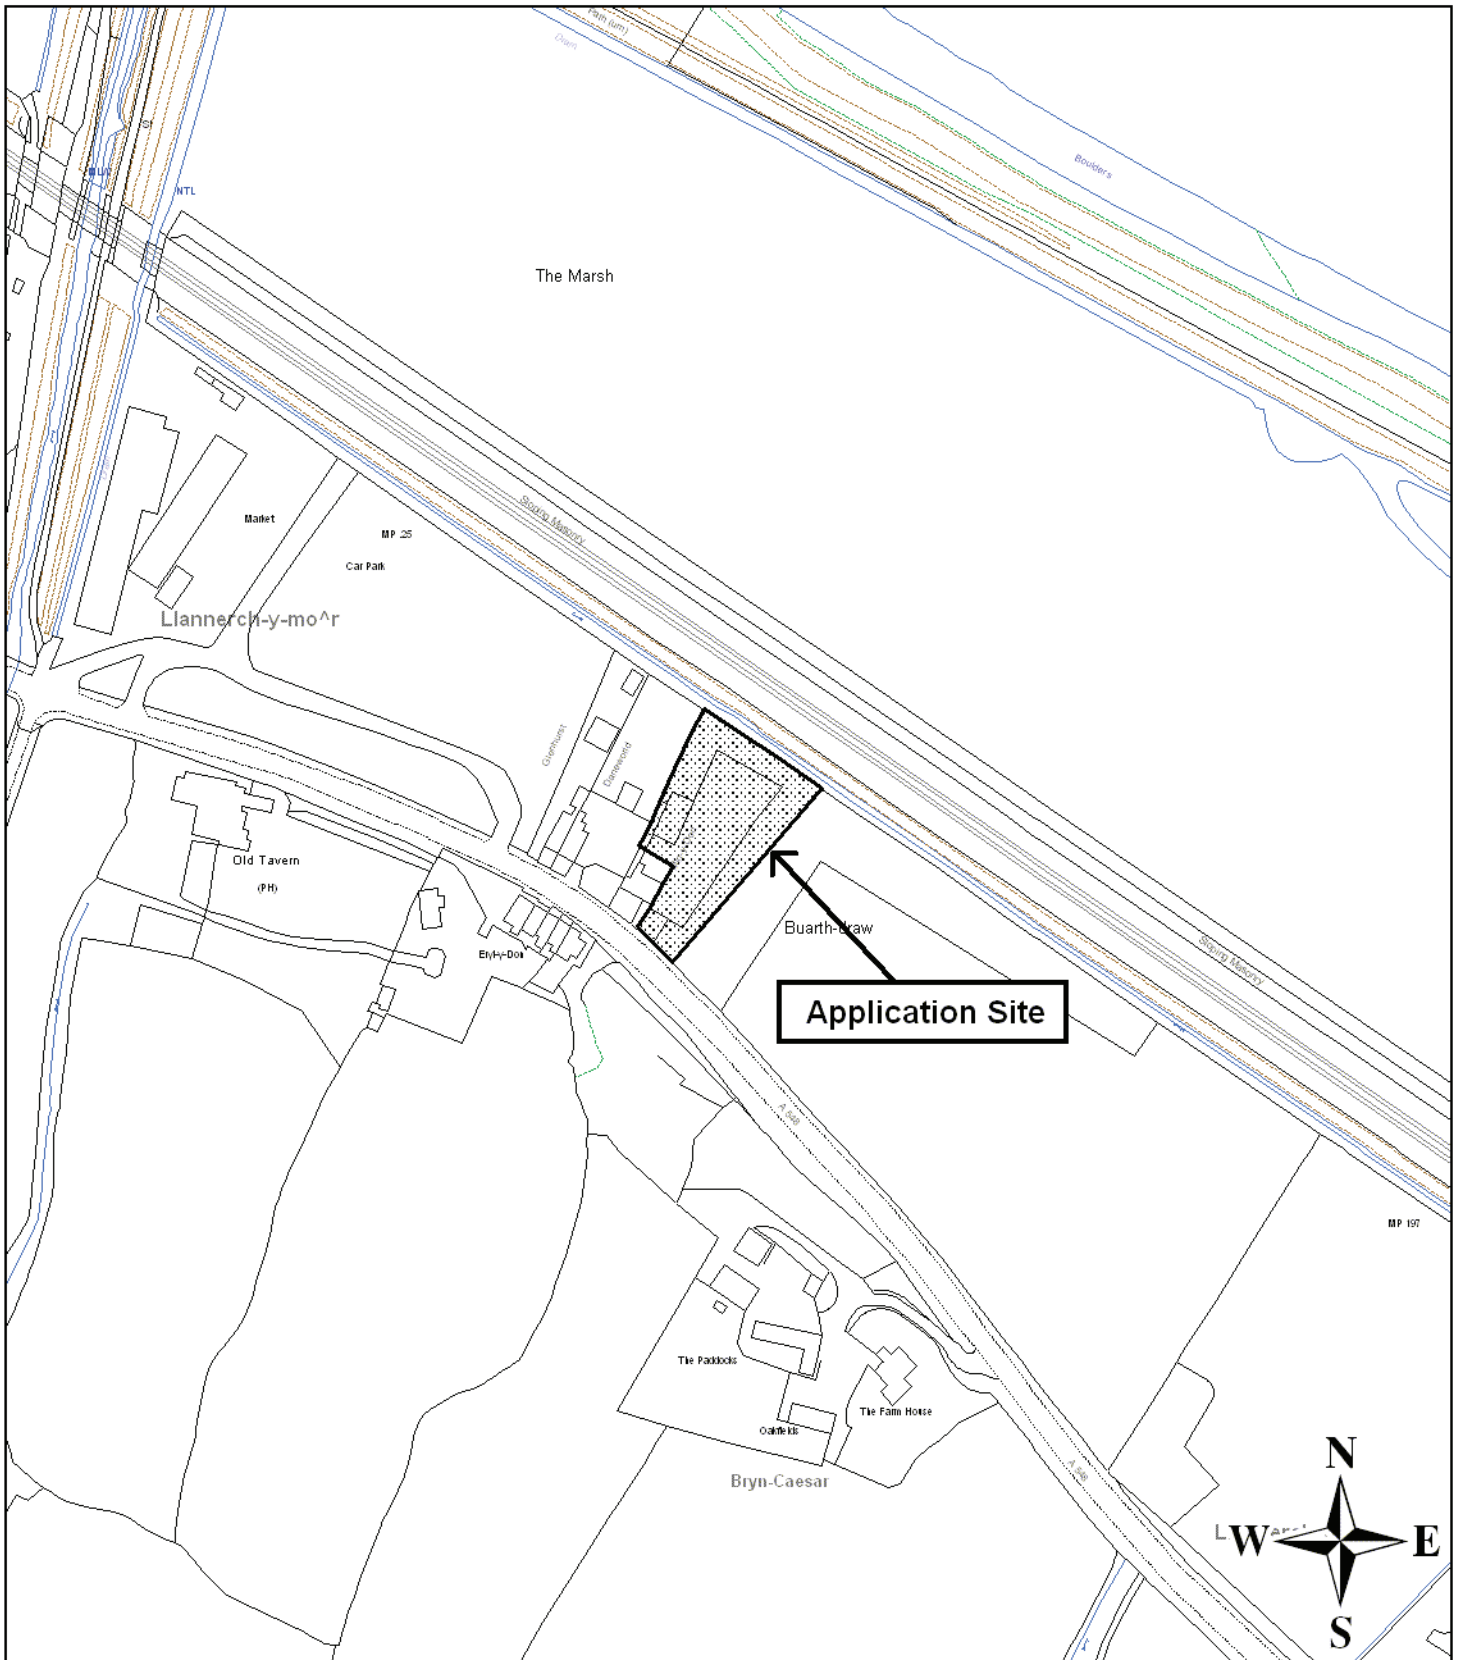 Path (um)
Drain
Boulders
NTL
The Marsh
Sloping Masonry
Market
MP .25
Car Park
Llannerch-y-mo^r
Glenhurst
Danewood
Old Tavern
(PH)
Eryl-y-Don
Buarth-draw
Application Site
Sloping Masonry
A 548
MP 197
The Paddocks
The Farm House
Oakfields
Bryn-Caesar
A 548
N
W
E
S